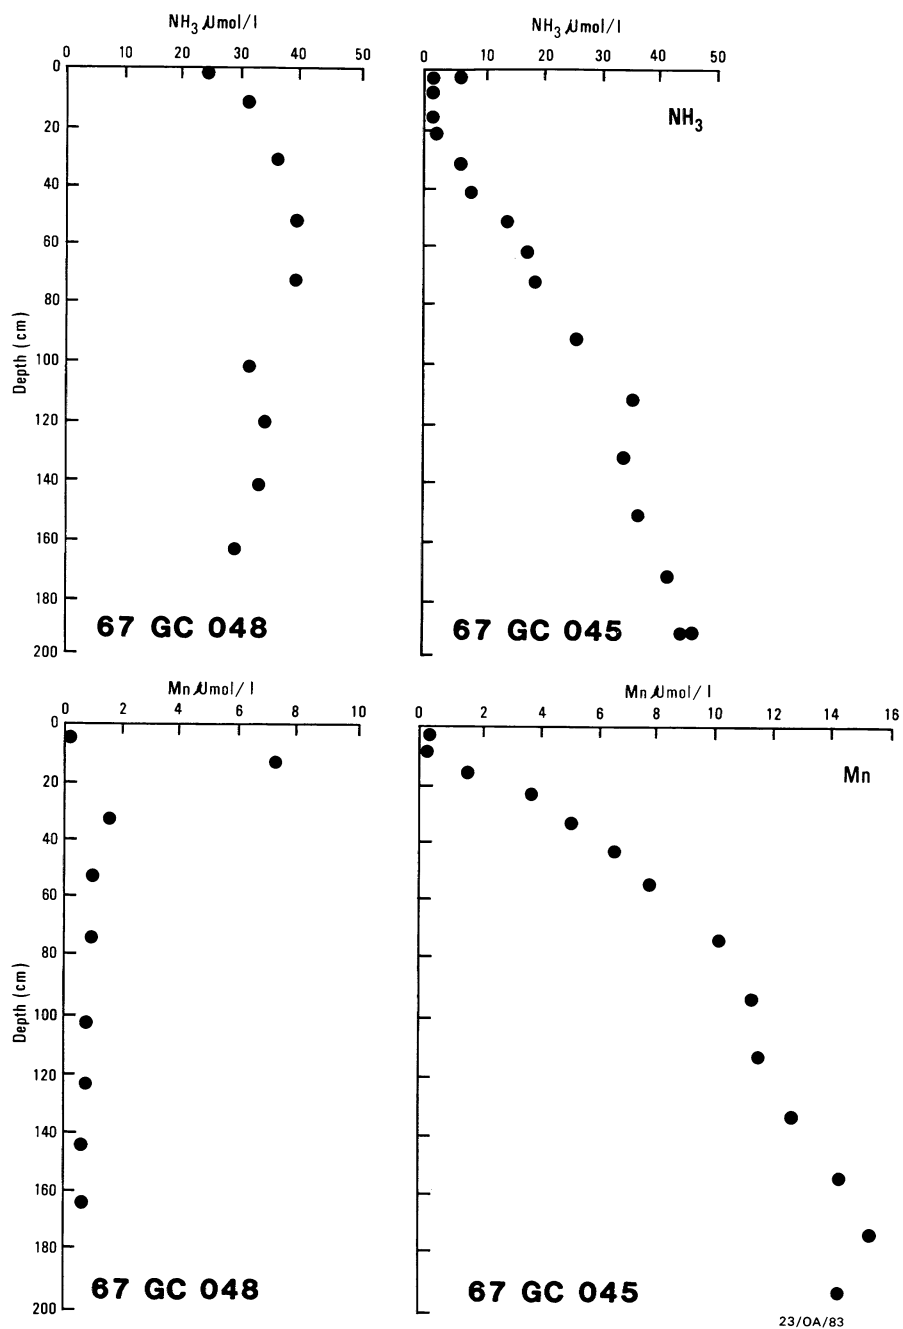 NH3 µmol/l
NH3 µmol/l
0 10 20 30 40 50
0 10 20 30 40 50
0
20
40
60
80
100
120
140
160
180
200
Depth (cm)
NH3
67 GC 048
67 GC 045
Mn µmol/l
Mn µmol/l
0 2 4 6 8 10
0 2 4 6 8 10 12 14 16
0
20
40
60
80
100
120
140
160
180
200
Depth (cm)
Mn
67 GC 048
67 GC 045
23/OA/83